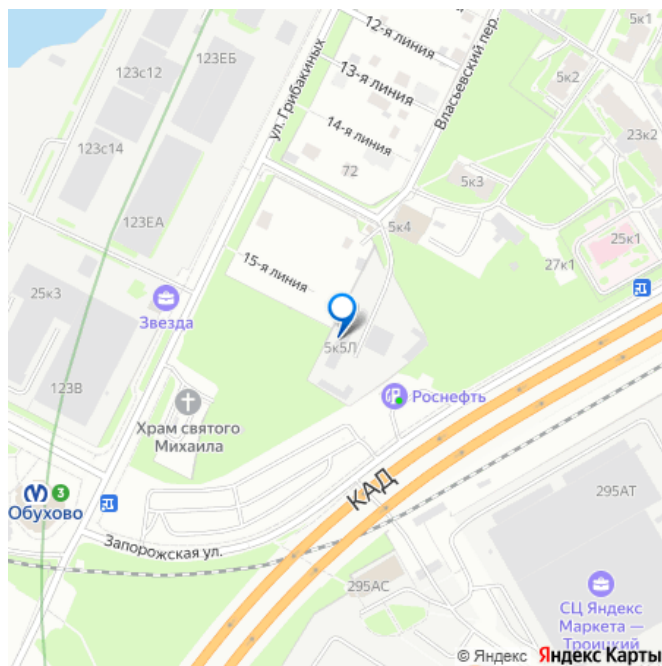 12-я линия
5к1
123ЕБ
123с12
13-я линия
5к2
ул. Грибакиных
Власьевский пер.
14-я линия
23к2
123с14
72
5к3
123ЕА
5к4
25к1
15-я линия
27к1
25к3
Звезда
5к5Л
123В
Роснефть
Храм святого
Михаила
КАД
3
Обухово
295АТ
Запорожская ул.
295АС
СЦ Яндекс
Маркета —
Троицкий
© Яндекс Яндекс Карты